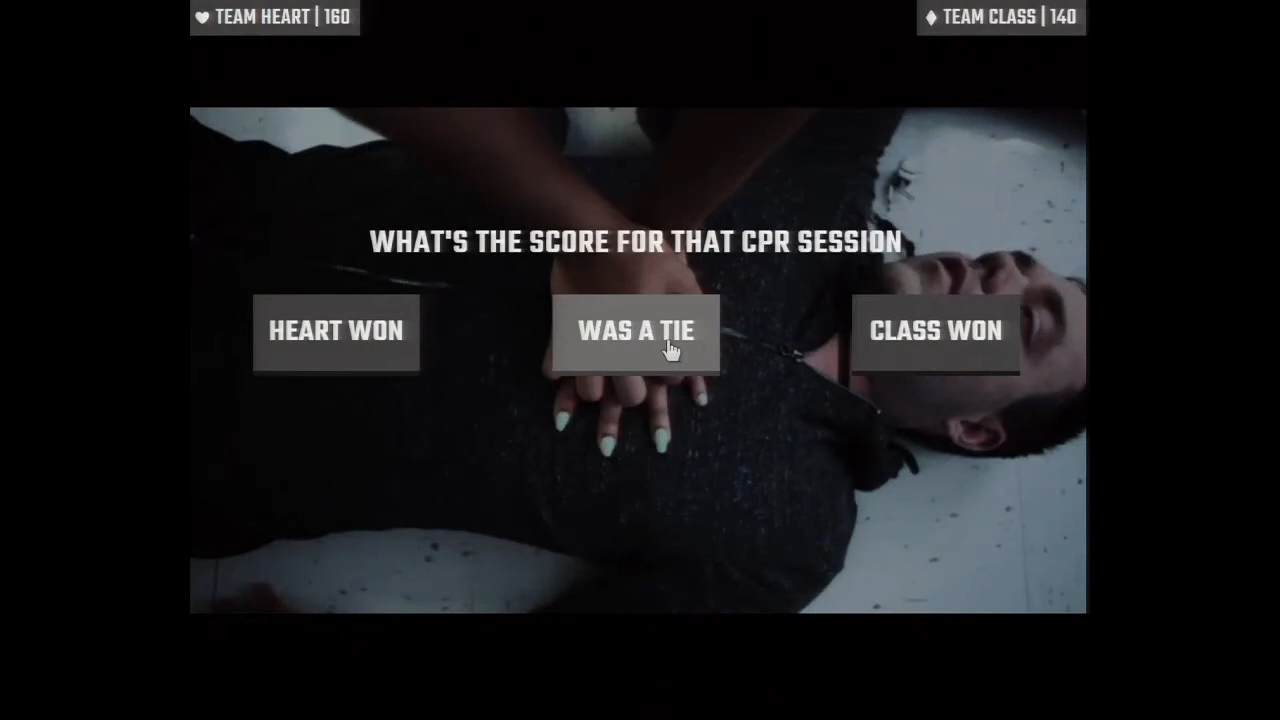 TEAM HEART | 160
TEAM CLASS | 140
WHAT'S THE SCORE FOR THAT CPR SESSION
HEART WON
WAS A TIE
CLASS WON